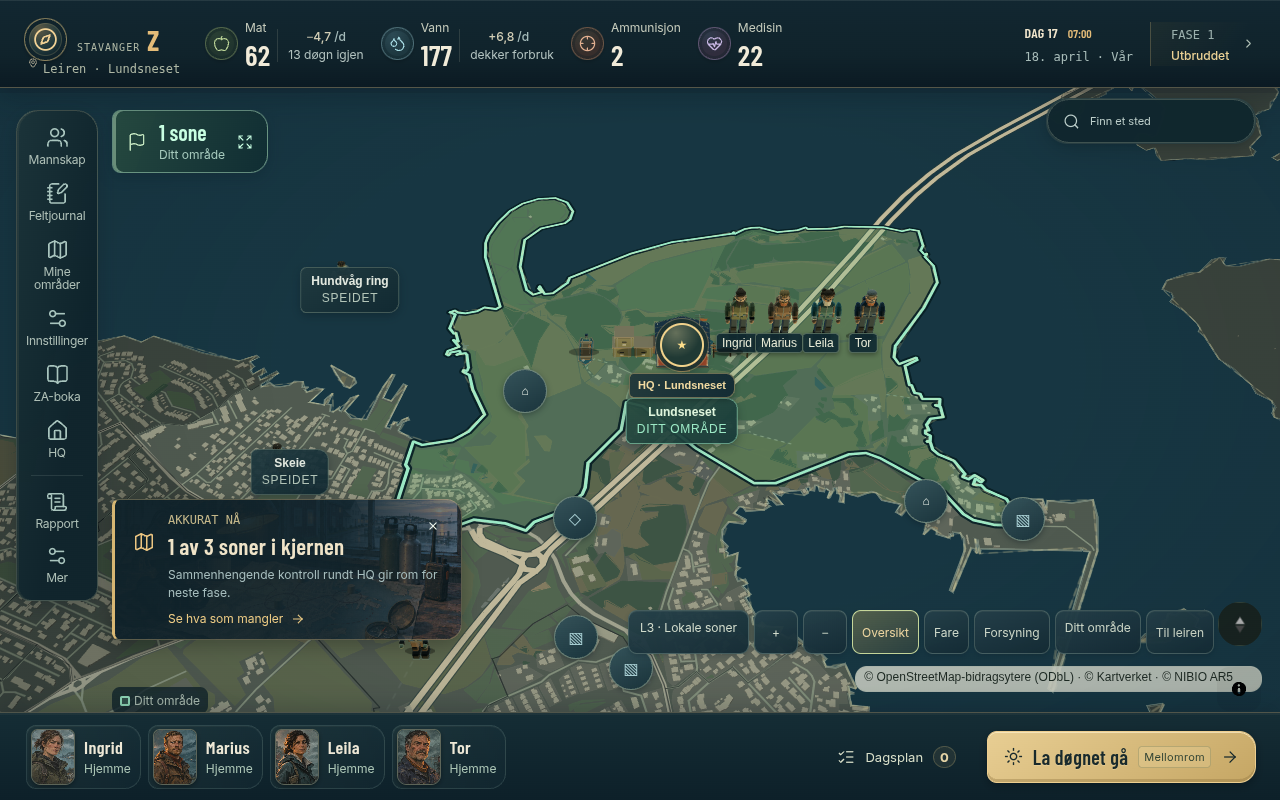 STAVANGER Z
Leiren · Lundsneset
Mat
62
−4,7 /d
13 døgn igjen
Vann
177
+6,8 /d
dekker forbruk
Ammunisjon
2
Medisin
22
DAG 17 07:00
18. april · Vår
FASE 1
Utbruddet
Mannskap
Feltjournal
Mine
områder
Innstillinger
ZA-boka
HQ
Rapport
Mer
1 sone
Ditt område
Finn et sted
Hundvåg ring
SPEIDET
Ingrid
Marius
Leila
Tor
HQ · Lundsneset
Lundsneset
DITT OMRÅDE
Skeie
SPEIDET
AKKURAT NÅ
1 av 3 soner i kjernen
Sammenhengende kontroll rundt HQ gir rom for
neste fase.
Se hva som mangler
L3 · Lokale soner
+
−
Oversikt
Fare
Forsyning
Ditt område
Til leiren
© OpenStreetMap-bidragsytere (ODbL) · © Kartverket · © NIBIO AR5
Ditt område
Ingrid
Hjemme
Marius
Hjemme
Leila
Hjemme
Tor
Hjemme
Dagsplan 0
La døgnet gå Mellomrom